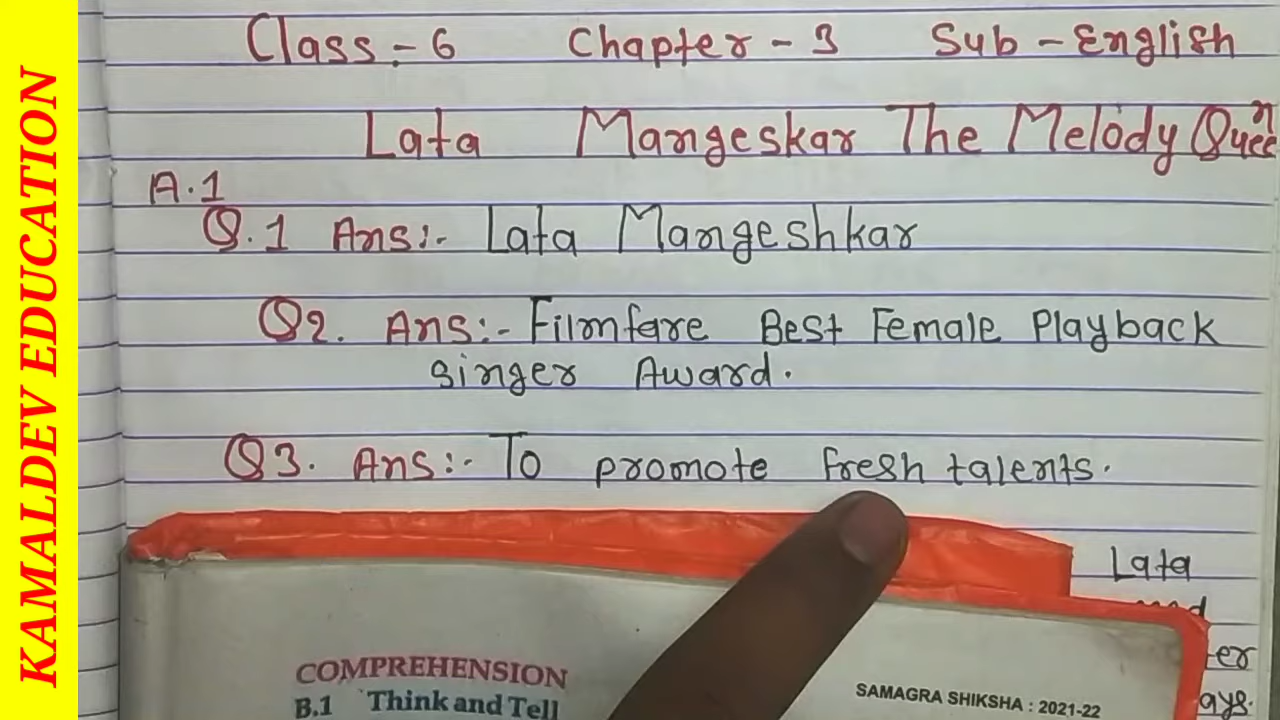 KAMALDEV EDUCATION
Class:-6 Chapter-3 Sub-English
Lata Mangeskar The Melody Queen
A.1
Q.1 Ans:- Lata Mangeshkar
Q2. Ans:- Filmfare Best Female Playback
singer Award.
Q3. Ans:- To promote fresh talents.
Lata
COMPREHENSION
B.1 Think and Tell
SAMAGRA SHIKSHA : 2021-22